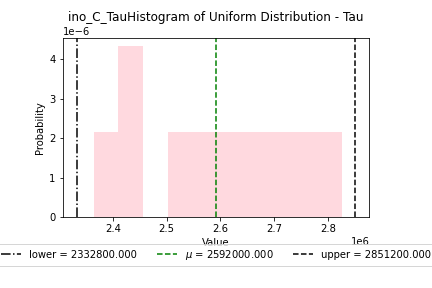 ino_C_TauHistogram of Uniform Distribution - Tau
1e−6
4
3
2
1
0
Probability
2.4 2.5 2.6 2.7 2.8
Value
1e6
lower = 2332800.000 μ = 2592000.000 upper = 2851200.000